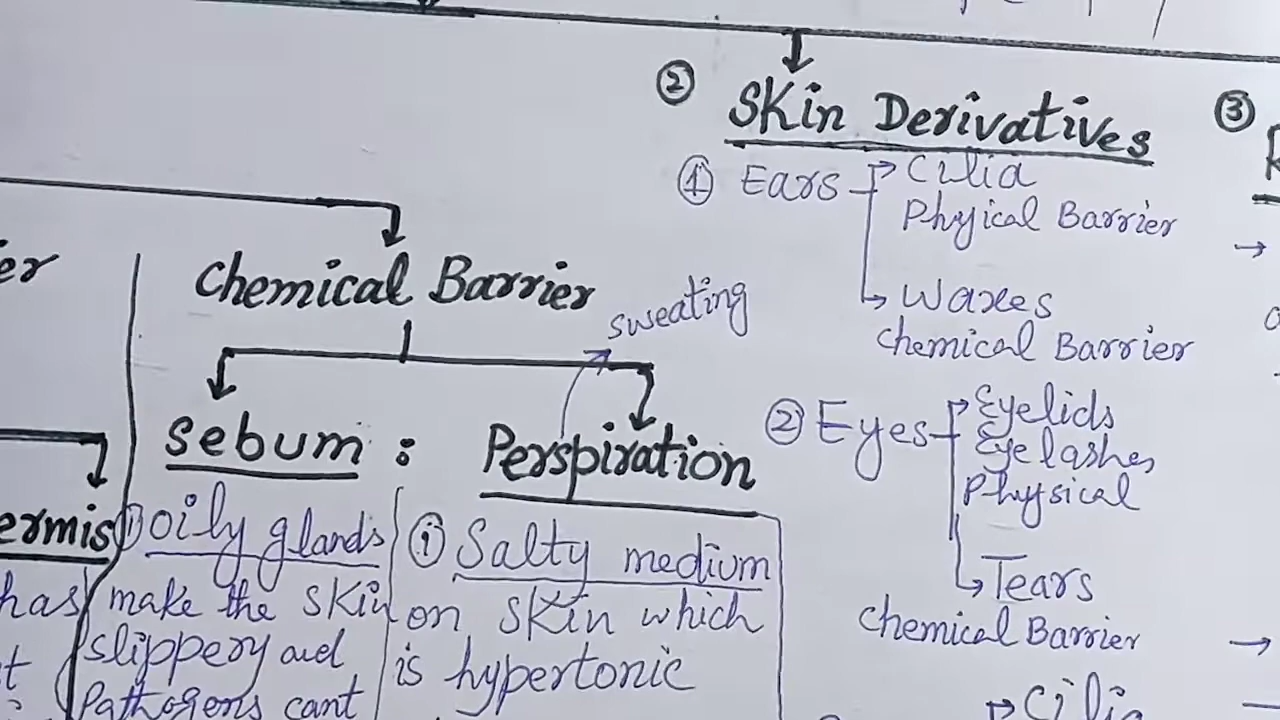 ② Skin Derivatives
③
① Ears → Cilia
Phyical Barrier
→ Waxes
Chemical Barrier
er
Chemical Barrier
sweating
Sebum : Perspiration
② Eyes → Eyelids
Eyelashes
Physical
→ Tears
Chemical Barrier
ermis
has
① oily glands
make the skin
slippery and
Pathogens cant
① Salty medium
on skin which
is hypertonic
→ Cilia